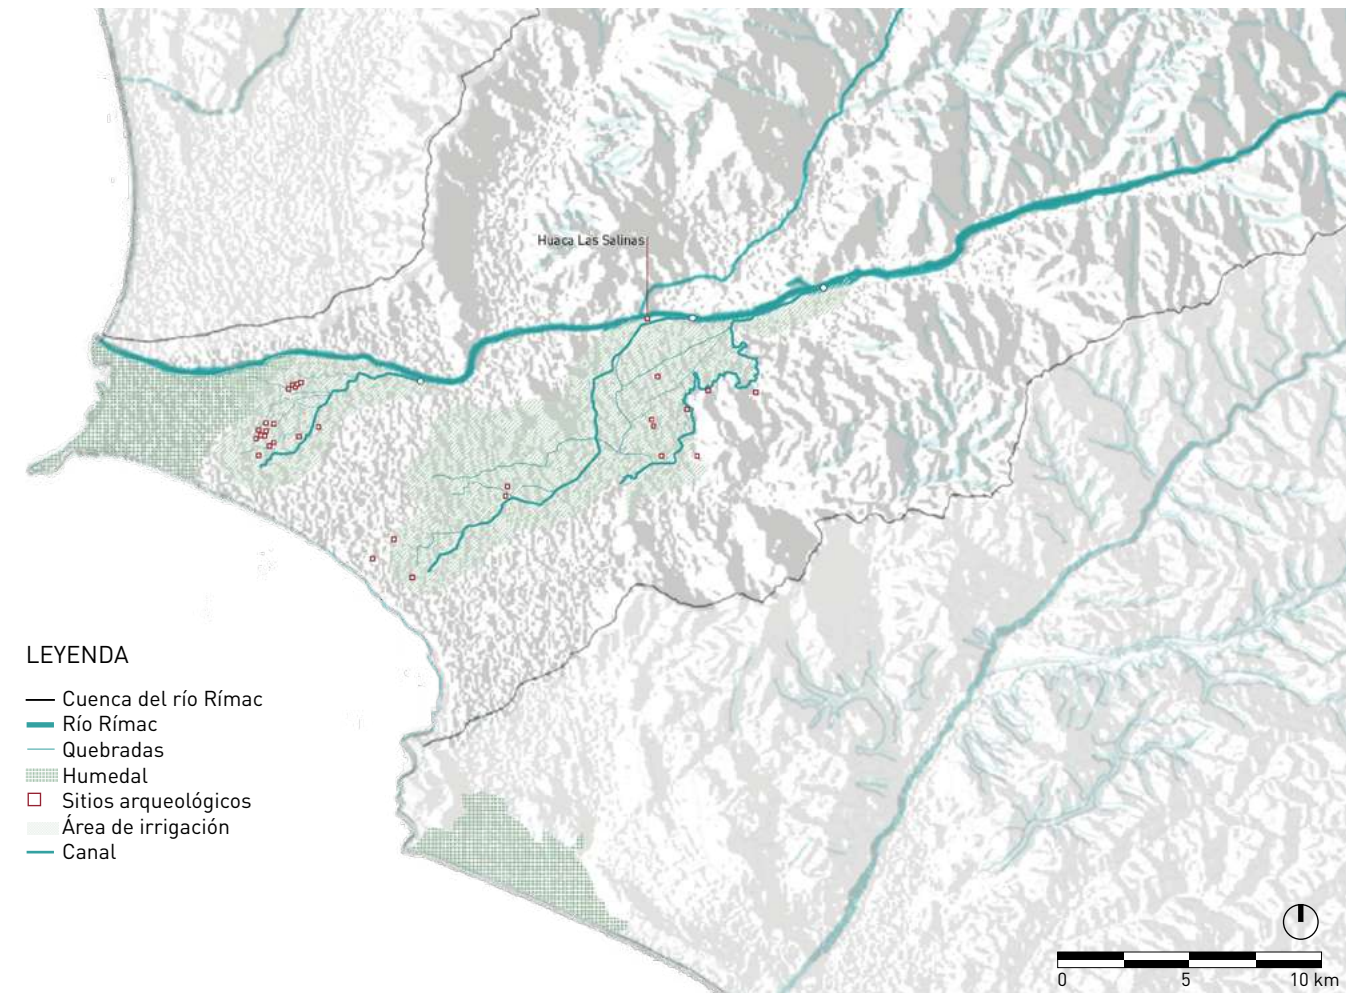 Huaca Las Salinas
LEYENDA
Cuenca del río Rímac
Río Rímac
Quebradas
Humedal
Sitios arqueológicos
Área de irrigación
Canal
0 5 10 km